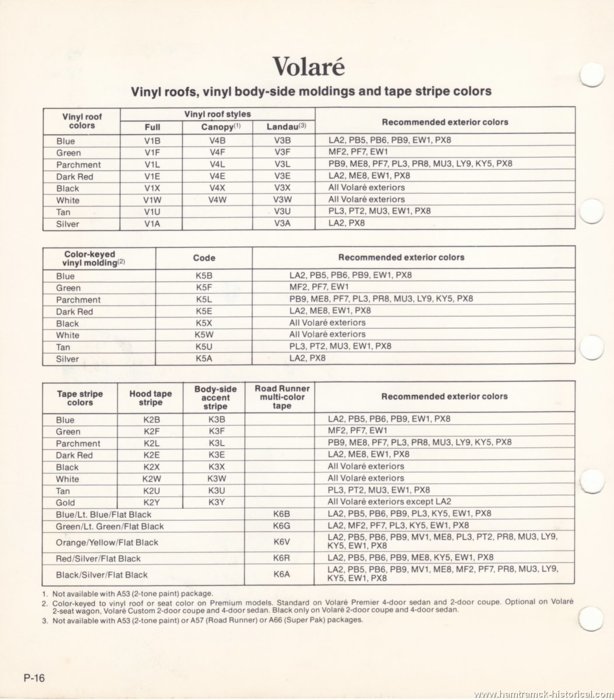 Volaré
Vinyl roofs, vinyl body-side moldings and tape stripe colors
Vinyl roof colors | Vinyl roof styles | Recommended exterior colors
Full | Canopy(1) | Landau(3)
Blue V1B V4B V3B LA2, PB5, PB6, PB9, EW1, PX8
Green V1F V4F V3F MF2, PF7, EW1
Parchment V1L V4L V3L PB9, ME8, PF7, PL3, PR8, MU3, LY9, KY5, PX8
Dark Red V1E V4E V3E LA2, ME8, EW1, PX8
Black V1X V4X V3X All Volaré exteriors
White V1W V4W V3W All Volaré exteriors
Tan V1U V3U PL3, PT2, MU3, EW1, PX8
Silver V1A V3A LA2, PX8
Color-keyed vinyl molding(2) | Code | Recommended exterior colors
Blue K5B LA2, PB5, PB6, PB9, EW1, PX8
Green K5F MF2, PF7, EW1
Parchment K5L PB9, ME8, PF7, PL3, PR8, MU3, LY9, KY5, PX8
Dark Red K5E LA2, ME8, EW1, PX8
Black K5X All Volaré exteriors
White K5W All Volaré exteriors
Tan K5U PL3, PT2, MU3, EW1, PX8
Silver K5A LA2, PX8
Tape stripe colors | Hood tape stripe | Body-side accent stripe | Road Runner multi-color tape | Recommended exterior colors
Blue K2B K3B LA2, PB5, PB6, PB9, EW1, PX8
Green K2F K3F MF2, PF7, EW1
Parchment K2L K3L PB9, ME8, PF7, PL3, PR8, MU3, LY9, KY5, PX8
Dark Red K2E K3E LA2, ME8, EW1, PX8
Black K2X K3X All Volaré exteriors
White K2W K3W All Volaré exteriors
Tan K2U K3U PL3, PT2, MU3, EW1, PX8
Gold K2Y K3Y All Volaré exteriors except LA2
Blue/Lt. Blue/Flat Black K6B LA2, PB5, PB6, PB9, PL3, KY5, EW1, PX8
Green/Lt. Green/Flat Black K6G LA2, MF2, PF7, PL3, KY5, EW1, PX8
Orange/Yellow/Flat Black K6V LA2, PB5, PB6, PB9, MV1, ME8, PL3, PT2, PR8, MU3, LY9,
KY5, EW1, PX8
Red/Silver/Flat Black K6R LA2, PB5, PB6, PB9, ME8, KY5, EW1, PX8
Black/Silver/Flat Black K6A LA2, PB5, PB6, PB9, MV1, ME8, MF2, PF7, PR8, MU3, LY9,
KY5, EW1, PX8
1. Not available with A53 (2-tone paint) package.
2. Color-keyed to vinyl roof or seat color on Premium models. Standard on Volaré Premier 4-door sedan and 2-door coupe. Optional on Volaré
2-seat wagon, Volaré Custom 2-door coupe and 4-door sedan. Black only on Volaré 2-door coupe and 4-door sedan.
3. Not available with A53 (2-tone paint) or A57 (Road Runner) or A66 (Super Pak) packages.
P-16
www.hamtramck-historical.com